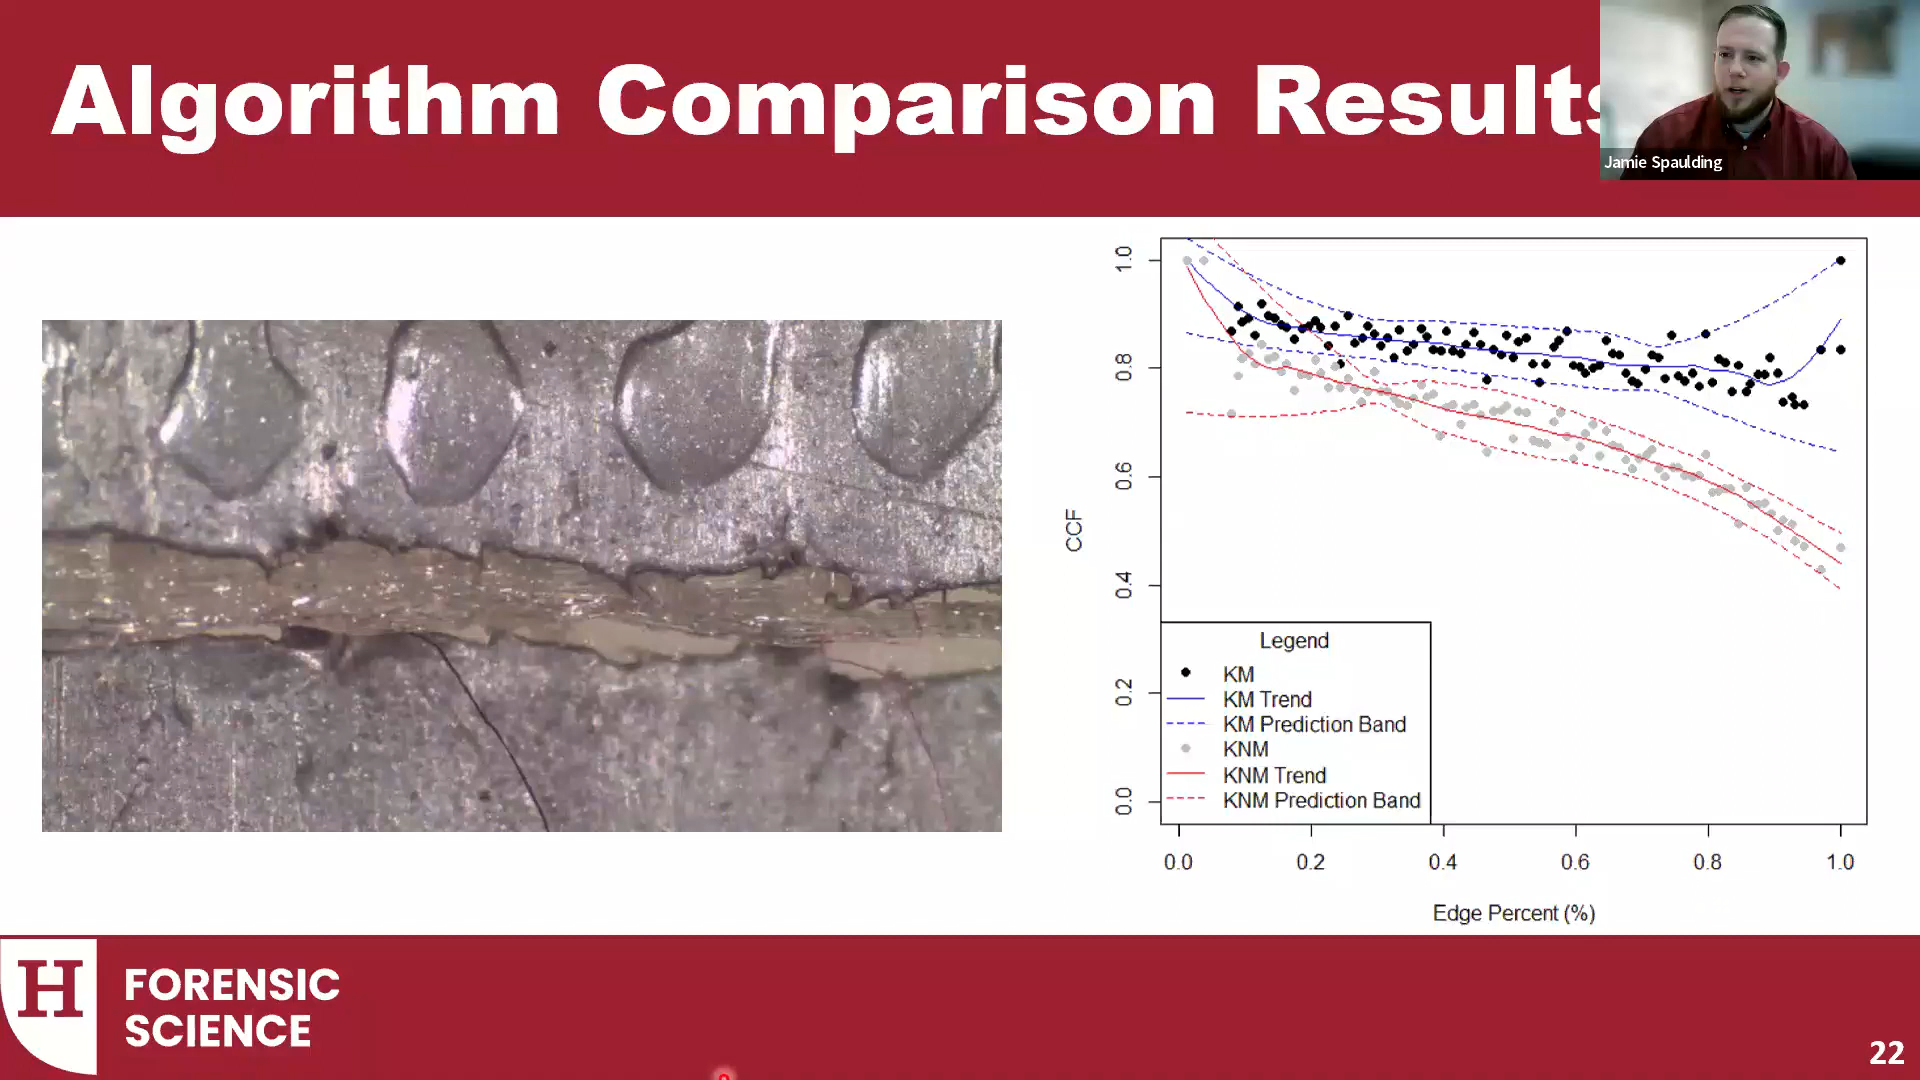 Algorithm Comparison Results
Jamie Spaulding
1.0
0.8
0.6
0.4
0.2
0.0
CCF
Legend
KM
KM Trend
KM Prediction Band
KNM
KNM Trend
KNM Prediction Band
0.0 0.2 0.4 0.6 0.8 1.0
Edge Percent (%)
H
FORENSIC
SCIENCE
22